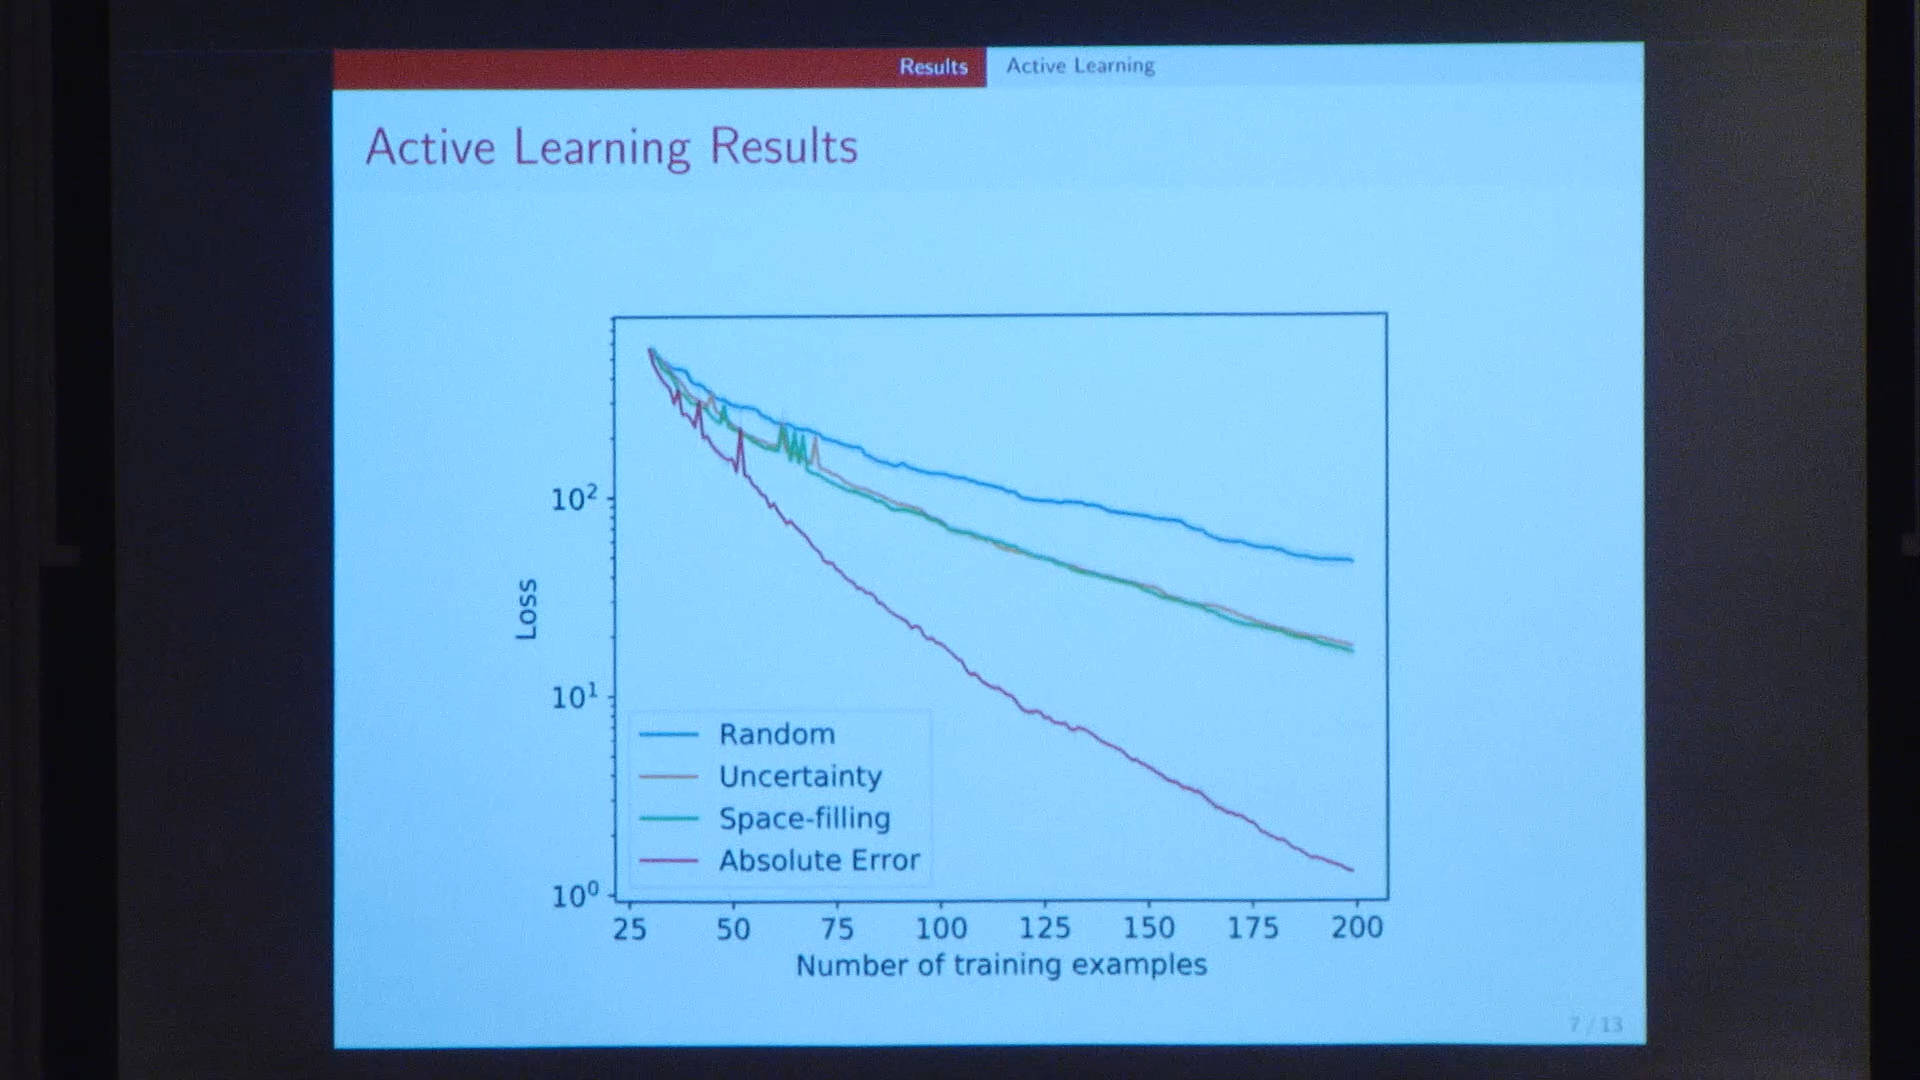 Results Active Learning
Active Learning Results
10²
10¹
10⁰
Loss
Random
Uncertainty
Space-filling
Absolute Error
25 50 75 100 125 150 175 200
Number of training examples
7 / 13